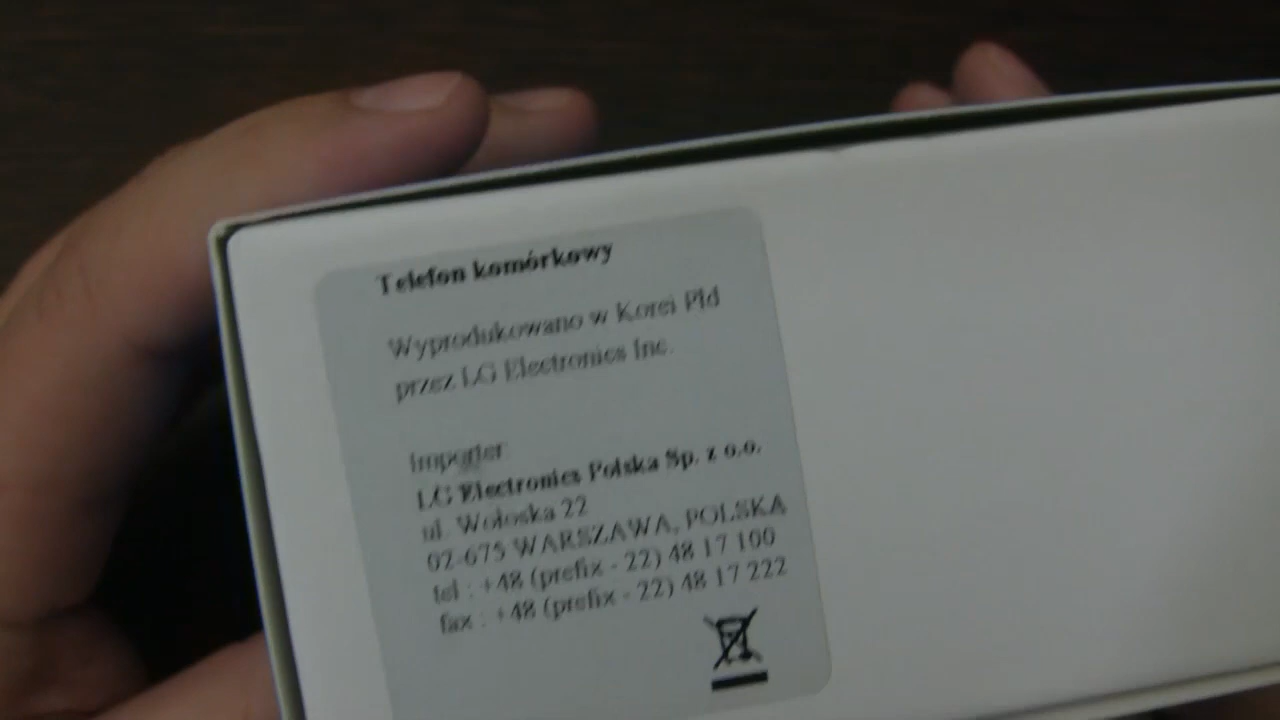 Telefon komórkowy
Wyprodukowano w Korei Płd
przez LG Electronics Inc.
Importer:
LG Electronics Polska Sp. z o.o.
ul. Wołoska 22
02-675 WARSZAWA, POLSKA
tel : +48 (prefix - 22) 48 17 100
fax : +48 (prefix - 22) 48 17 222